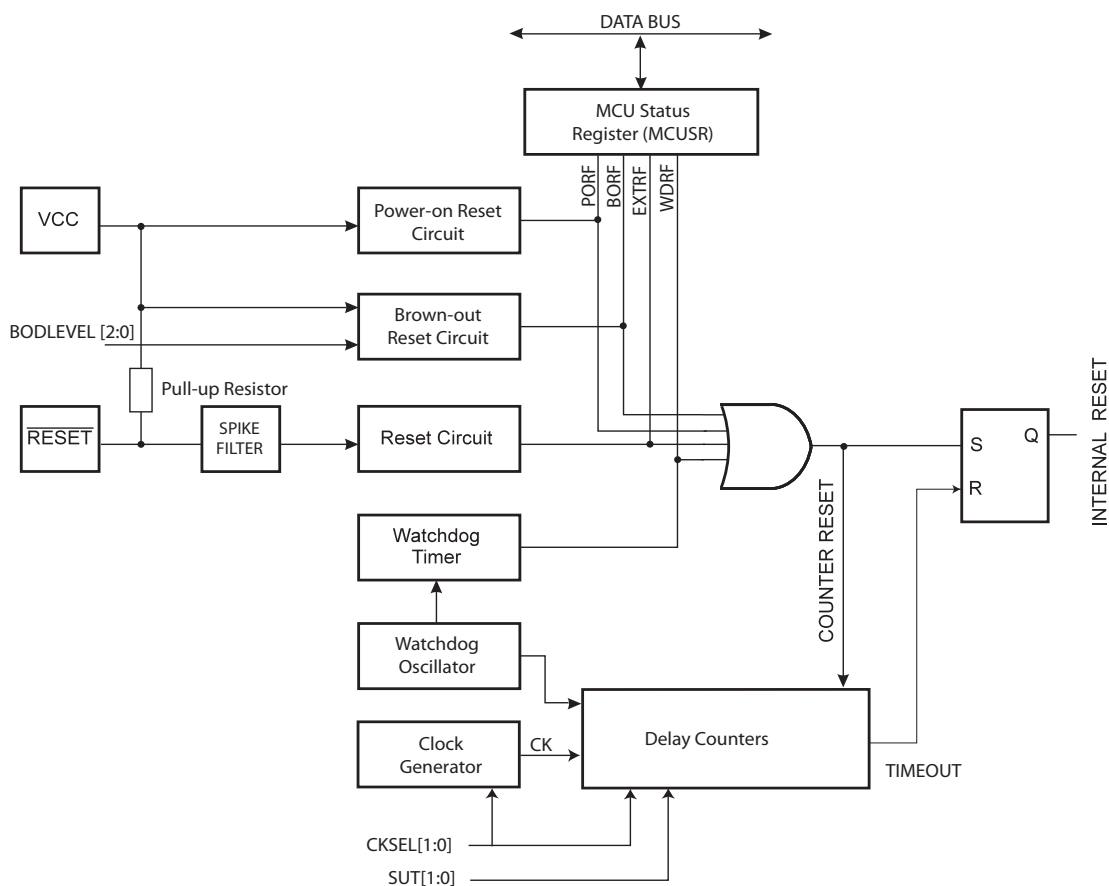 DATA BUS
MCU Status
Register (MCUSR)
PORF
BORF
EXTRF
WDRF
VCC
Power-on Reset
Circuit
BODLEVEL [2:0]
Brown-out
Reset Circuit
Pull-up Resistor
RESET
SPIKE
FILTER
Reset Circuit
S
Q
R
INTERNAL RESET
Watchdog
Timer
COUNTER RESET
Watchdog
Oscillator
Clock
Generator
CK
Delay Counters
TIMEOUT
CKSEL[1:0]
SUT[1:0]